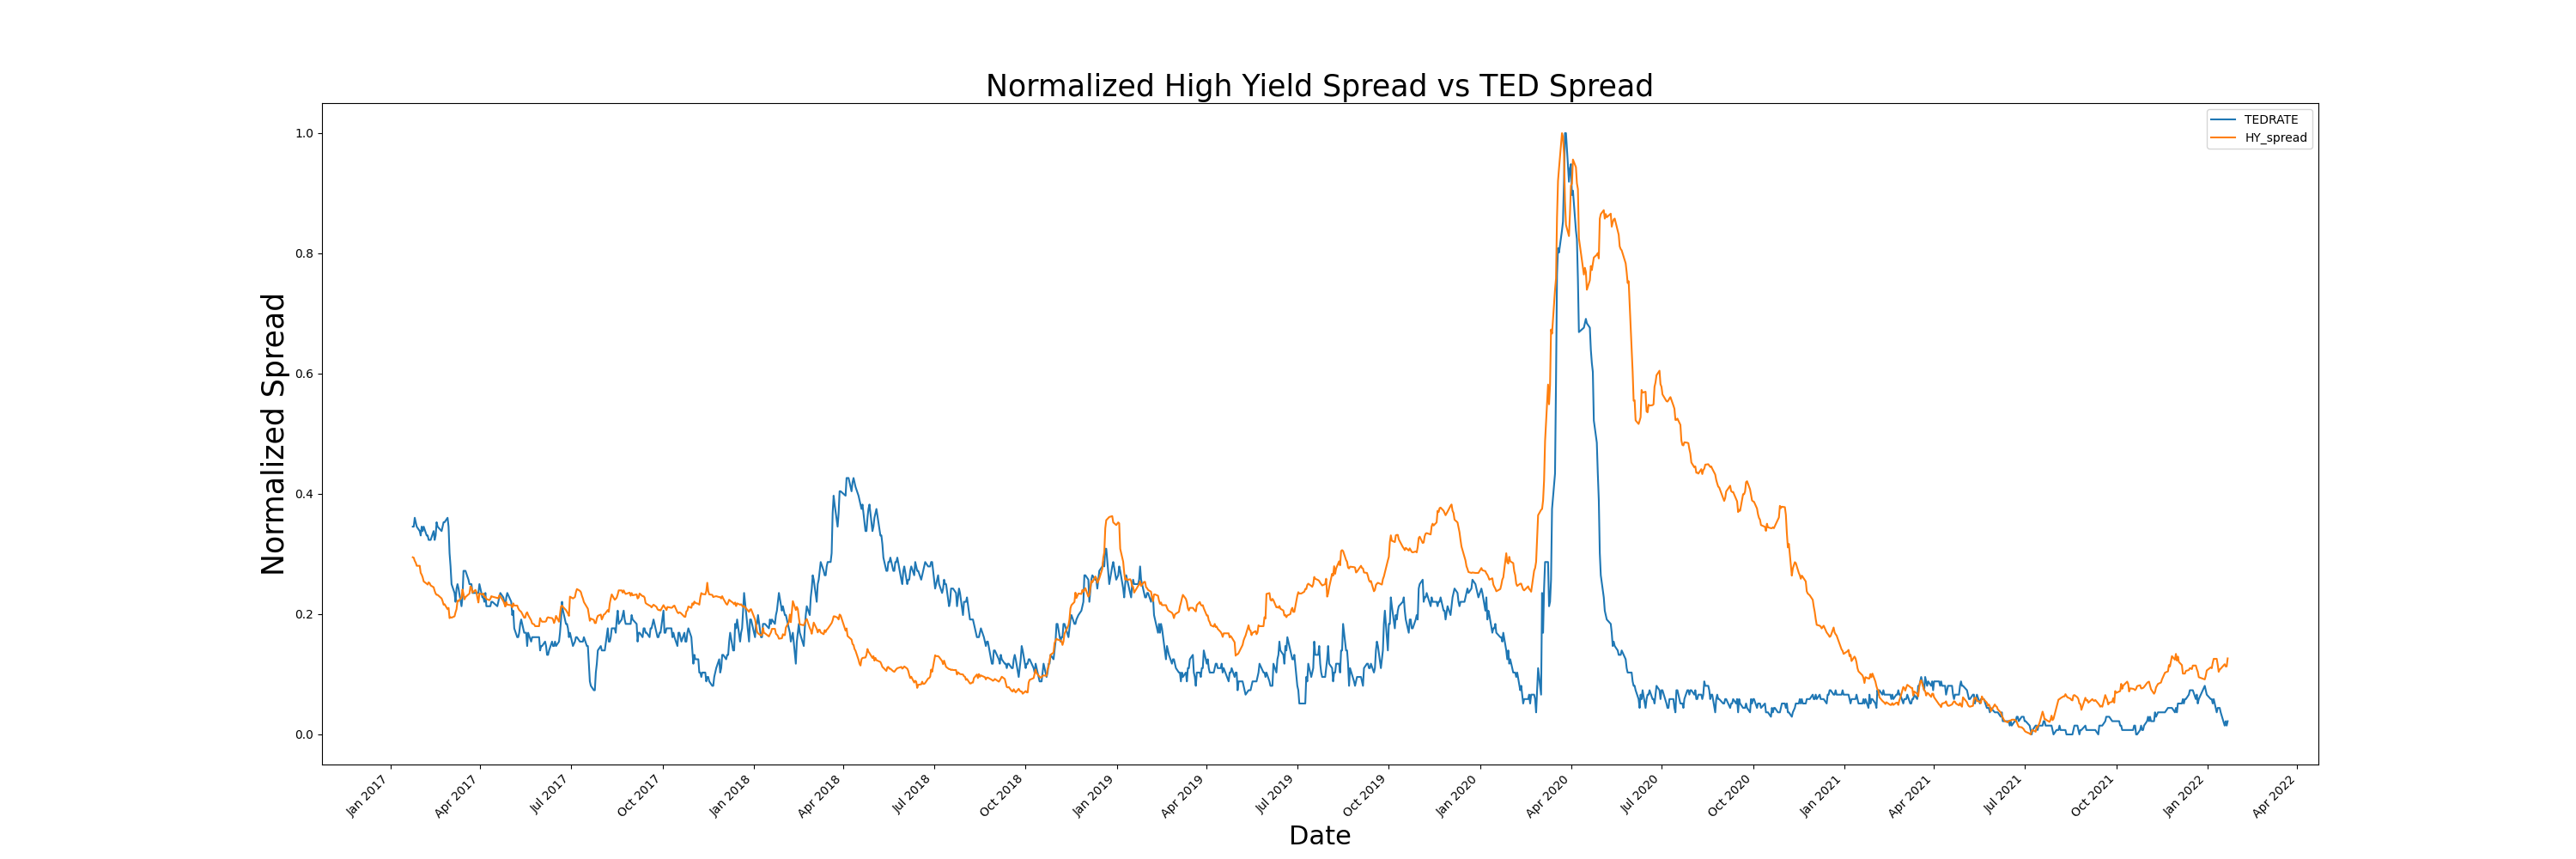 Normalized High Yield Spread vs TED Spread
TEDRATE
HY_spread
Normalized Spread
1.0
0.8
0.6
0.4
0.2
0.0
Jan 2017
Apr 2017
Jul 2017
Oct 2017
Jan 2018
Apr 2018
Jul 2018
Oct 2018
Jan 2019
Apr 2019
Jul 2019
Oct 2019
Jan 2020
Apr 2020
Jul 2020
Oct 2020
Jan 2021
Apr 2021
Jul 2021
Oct 2021
Jan 2022
Apr 2022
Date